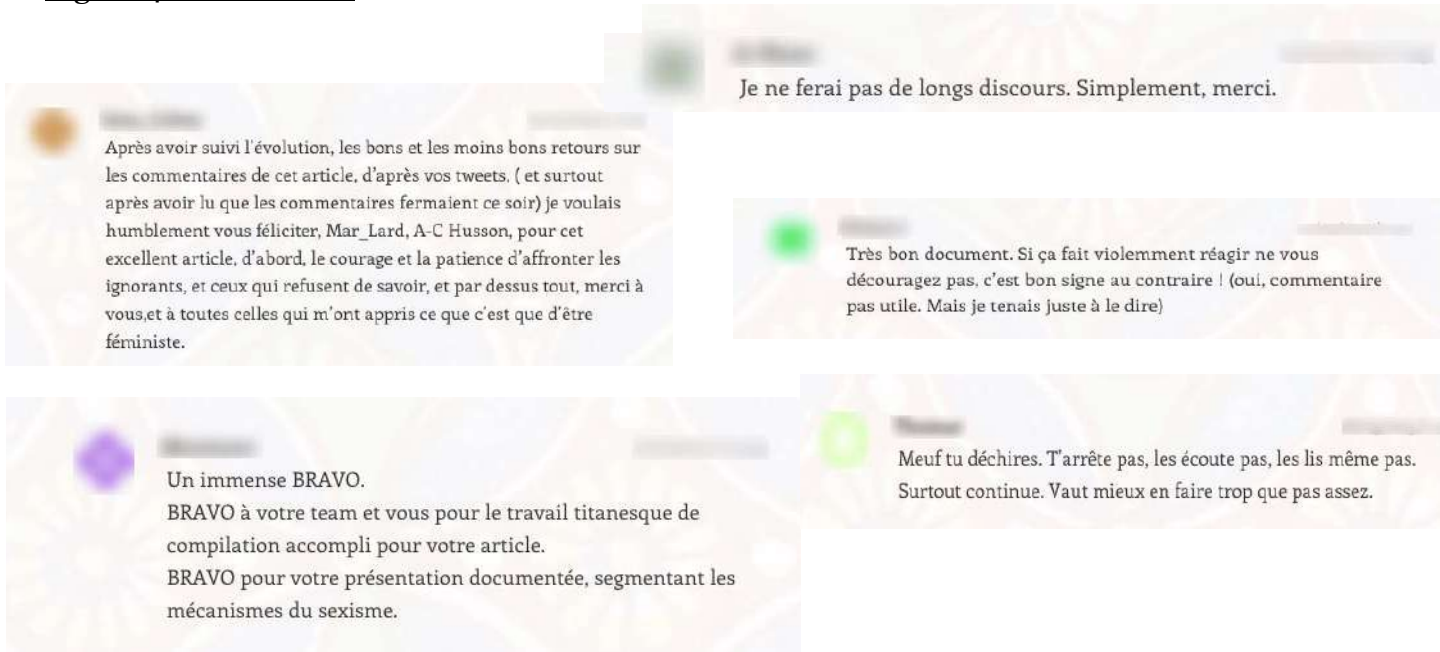 Je ne ferai pas de longs discours. Simplement, merci.
Après avoir suivi l'évolution, les bons et les moins bons retours sur
les commentaires de cet article, d'après vos tweets. ( et surtout
après avoir lu que les commentaires fermaient ce soir) je voulais
humblement vous féliciter, Mar_Lard, A-C Husson, pour cet
excellent article, d'abord, le courage et la patience d'affronter les
ignorants, et ceux qui refusent de savoir, et par dessus tout, merci à
vous,et à toutes celles qui m'ont appris ce que c'est que d'être
féministe.
Très bon document. Si ça fait violemment réagir ne vous
découragez pas, c'est bon signe au contraire ! (oui, commentaire
pas utile. Mais je tenais juste à le dire)
Un immense BRAVO.
BRAVO à votre team et vous pour le travail titanesque de
compilation accompli pour votre article.
BRAVO pour votre présentation documentée, segmentant les
mécanismes du sexisme.
Meuf tu déchires. T'arrête pas, les écoute pas, les lis même pas.
Surtout continue. Vaut mieux en faire trop que pas assez.